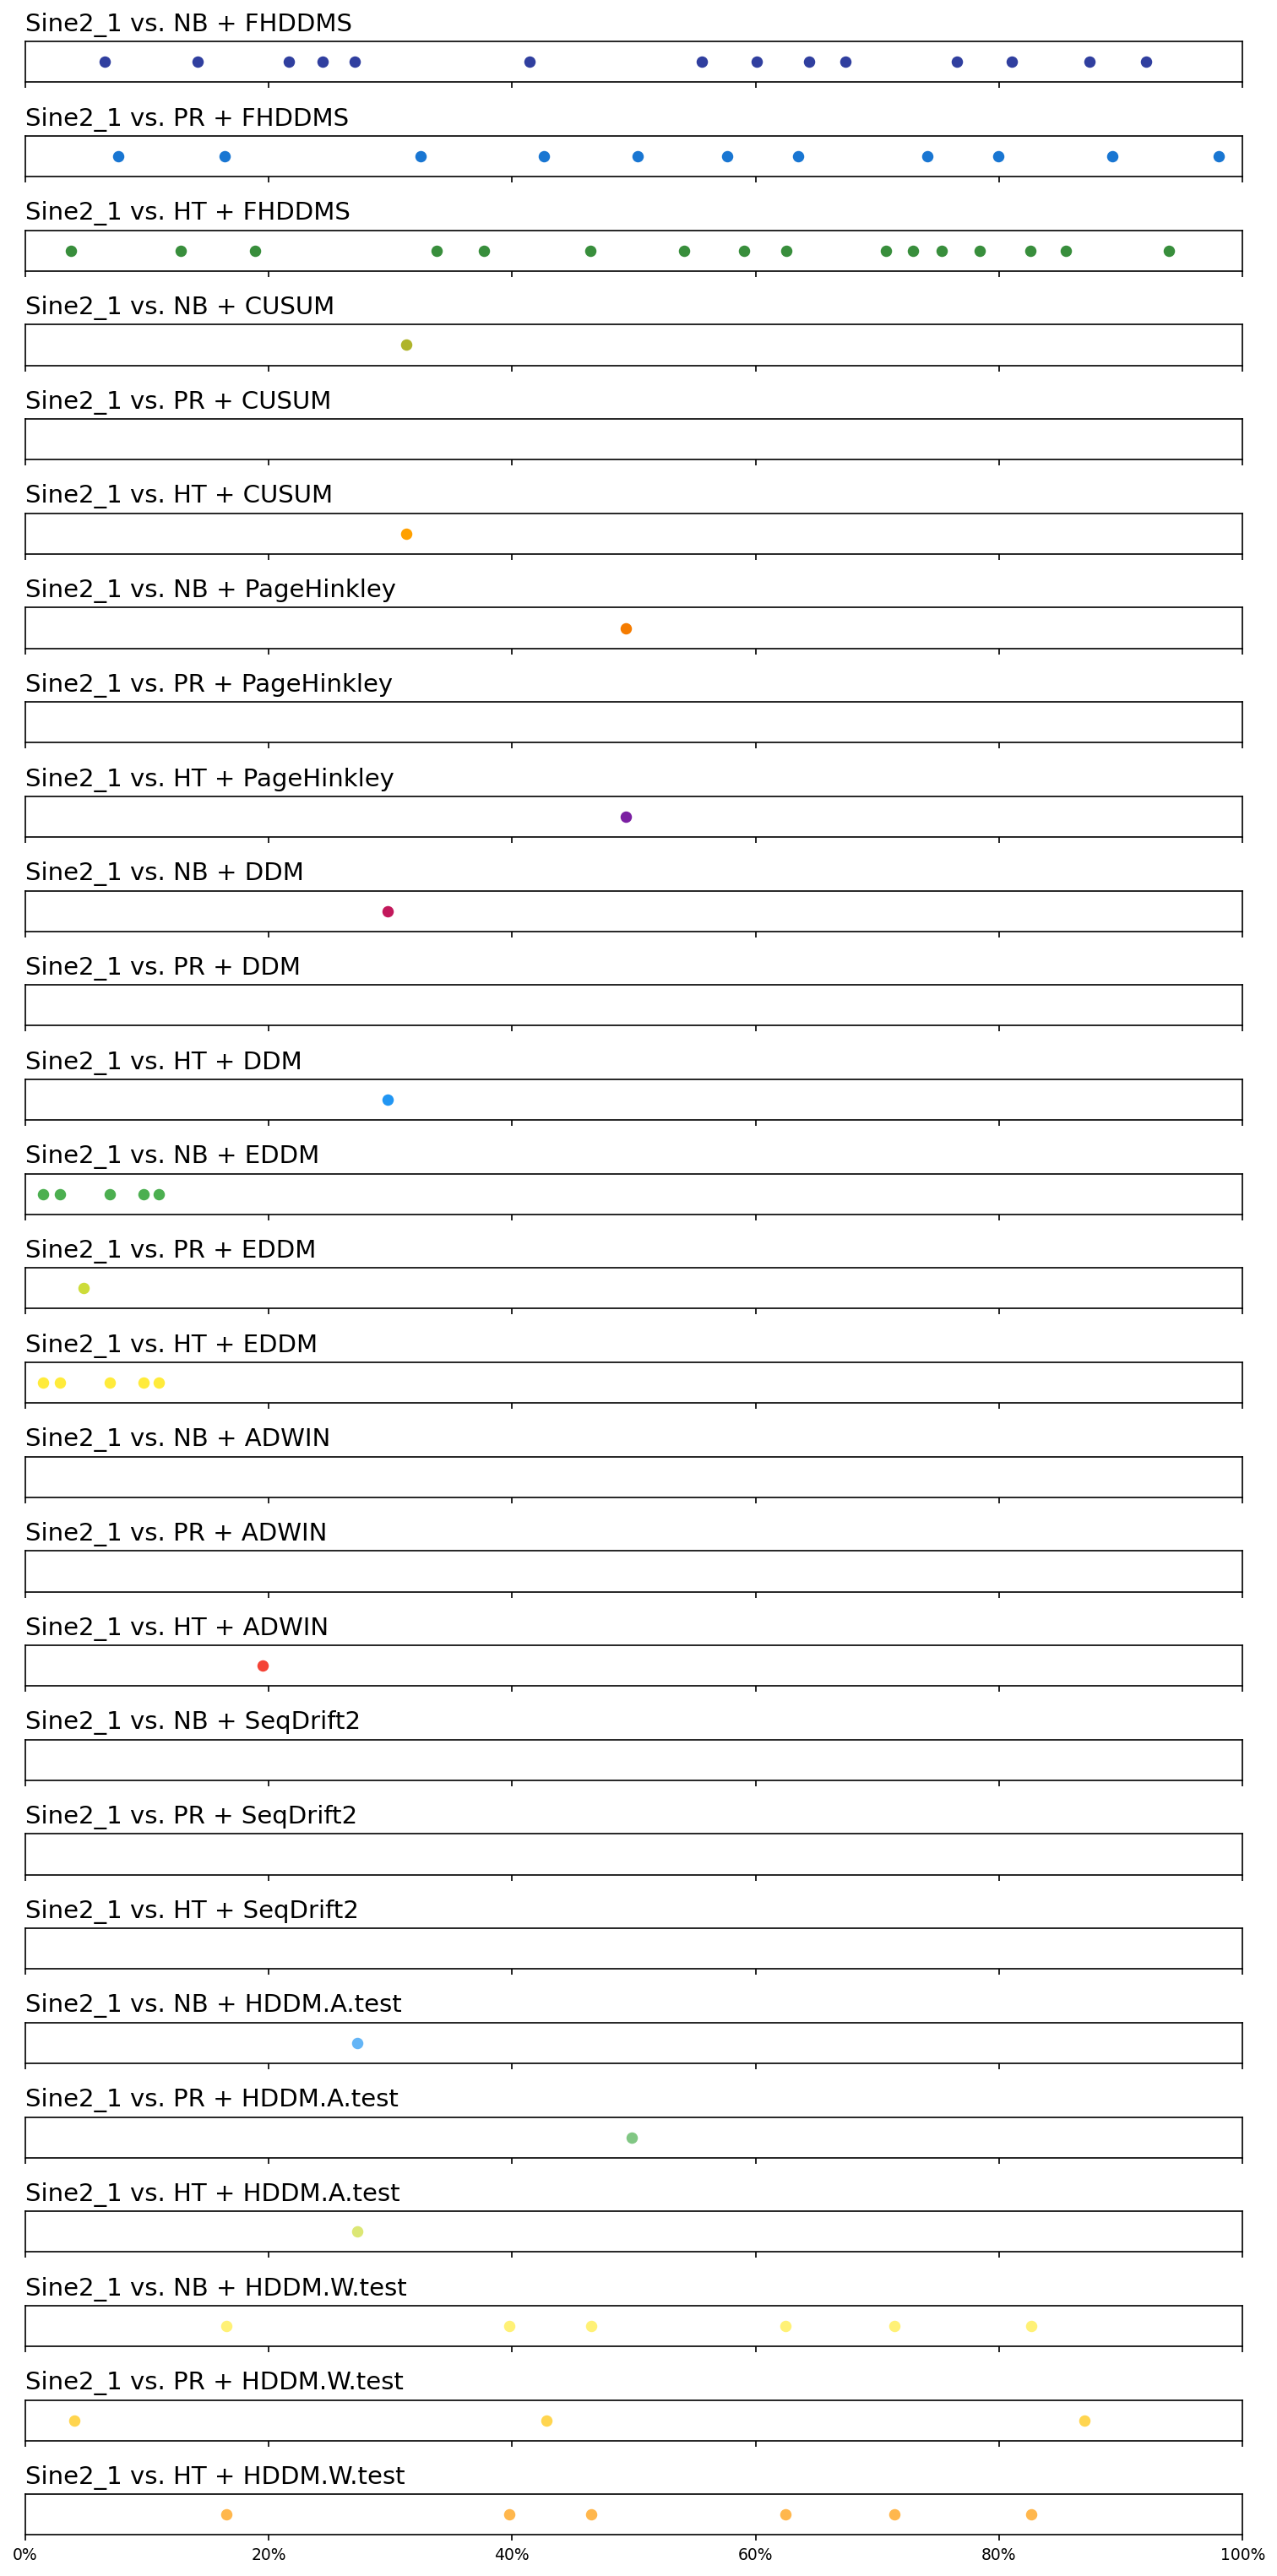 Sine2_1 vs. NB + FHDDMS
Sine2_1 vs. PR + FHDDMS
Sine2_1 vs. HT + FHDDMS
Sine2_1 vs. NB + CUSUM
Sine2_1 vs. PR + CUSUM
Sine2_1 vs. HT + CUSUM
Sine2_1 vs. NB + PageHinkley
Sine2_1 vs. PR + PageHinkley
Sine2_1 vs. HT + PageHinkley
Sine2_1 vs. NB + DDM
Sine2_1 vs. PR + DDM
Sine2_1 vs. HT + DDM
Sine2_1 vs. NB + EDDM
Sine2_1 vs. PR + EDDM
Sine2_1 vs. HT + EDDM
Sine2_1 vs. NB + ADWIN
Sine2_1 vs. PR + ADWIN
Sine2_1 vs. HT + ADWIN
Sine2_1 vs. NB + SeqDrift2
Sine2_1 vs. PR + SeqDrift2
Sine2_1 vs. HT + SeqDrift2
Sine2_1 vs. NB + HDDM.A.test
Sine2_1 vs. PR + HDDM.A.test
Sine2_1 vs. HT + HDDM.A.test
Sine2_1 vs. NB + HDDM.W.test
Sine2_1 vs. PR + HDDM.W.test
Sine2_1 vs. HT + HDDM.W.test
0% 20% 40% 60% 80% 100%